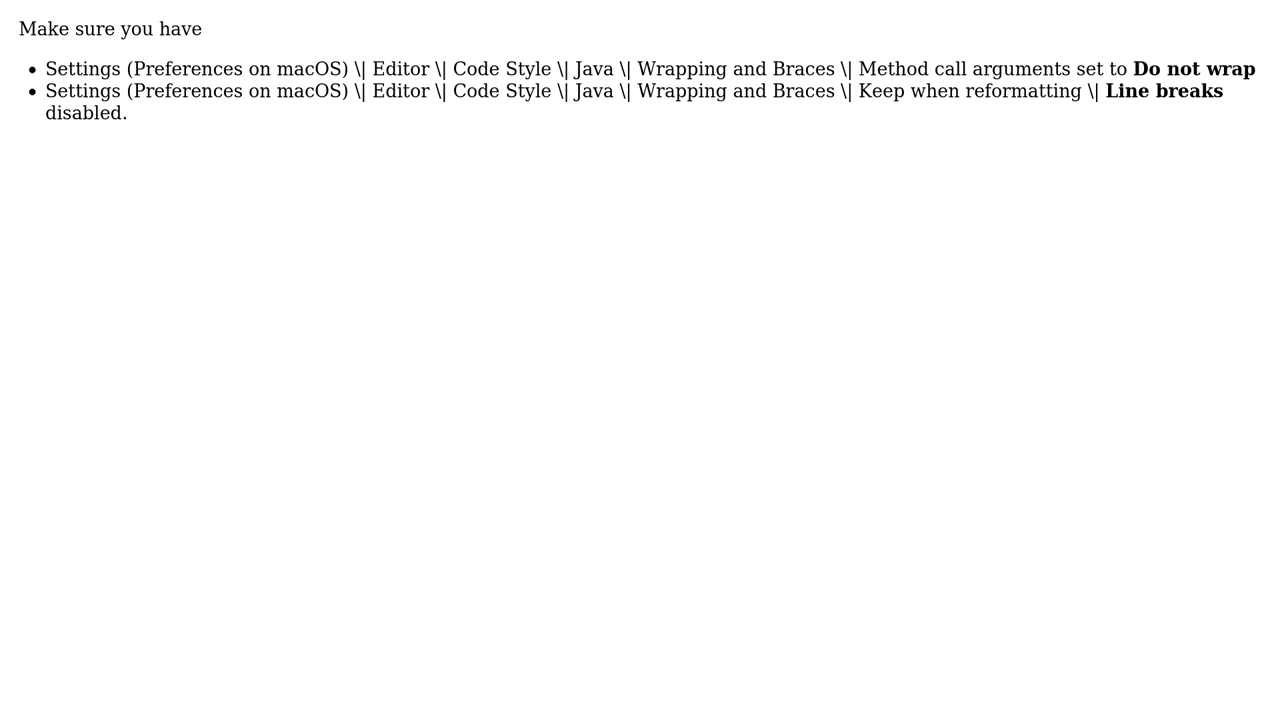 Make sure you have
• Settings (Preferences on macOS) \| Editor \| Code Style \| Java \| Wrapping and Braces \| Method call arguments set to Do not wrap
• Settings (Preferences on macOS) \| Editor \| Code Style \| Java \| Wrapping and Braces \| Keep when reformatting \| Line breaks
disabled.